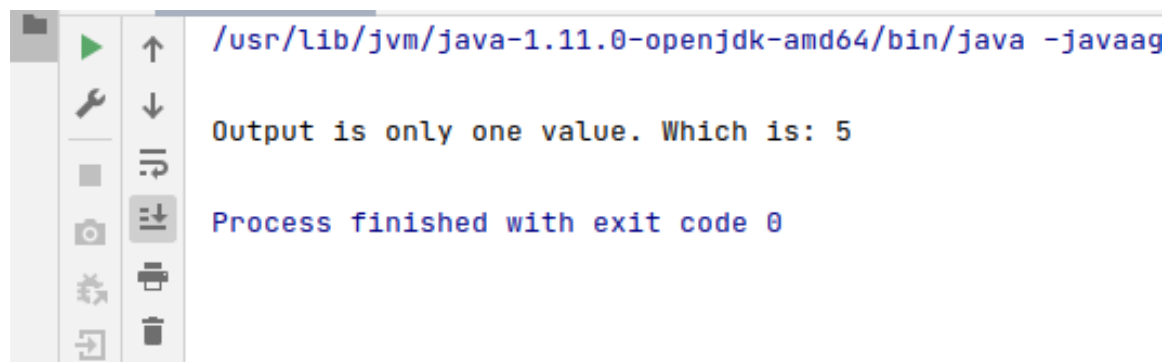 /usr/lib/jvm/java-1.11.0-openjdk-amd64/bin/java -javaag
Output is only one value. Which is: 5
Process finished with exit code 0